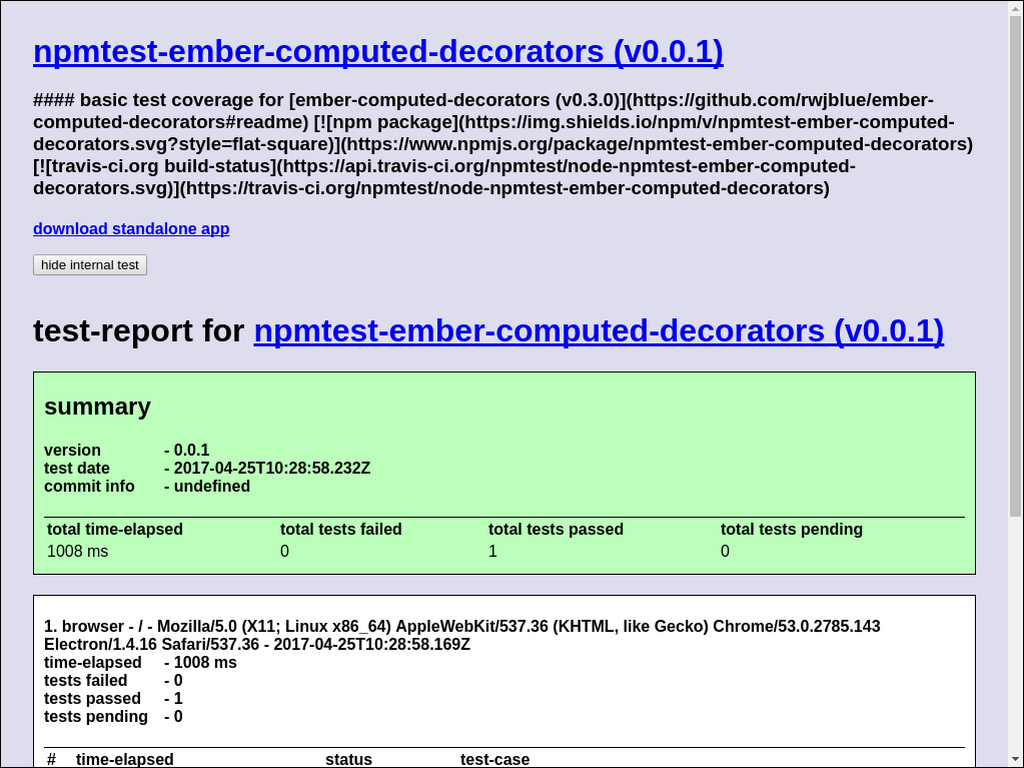 npmtest-ember-computed-decorators (v0.0.1)
#### basic test coverage for [ember-computed-decorators (v0.3.0)](https://github.com/rwjblue/ember-
computed-decorators#readme) [![npm package](https://img.shields.io/npm/v/npmtest-ember-computed-
decorators.svg?style=flat-square)](https://www.npmjs.org/package/npmtest-ember-computed-decorators)
[![travis-ci.org build-status](https://api.travis-ci.org/npmtest/node-npmtest-ember-computed-
decorators.svg)](https://travis-ci.org/npmtest/node-npmtest-ember-computed-decorators)
download standalone app
hide internal test
test-report for npmtest-ember-computed-decorators (v0.0.1)
summary
version - 0.0.1
test date - 2017-04-25T10:28:58.232Z
commit info - undefined
total time-elapsed total tests failed total tests passed total tests pending
1008 ms 0 1 0
1. browser - / - Mozilla/5.0 (X11; Linux x86_64) AppleWebKit/537.36 (KHTML, like Gecko) Chrome/53.0.2785.143
Electron/1.4.16 Safari/537.36 - 2017-04-25T10:28:58.169Z
time-elapsed - 1008 ms
tests failed - 0
tests passed - 1
tests pending - 0
# time-elapsed status test-case